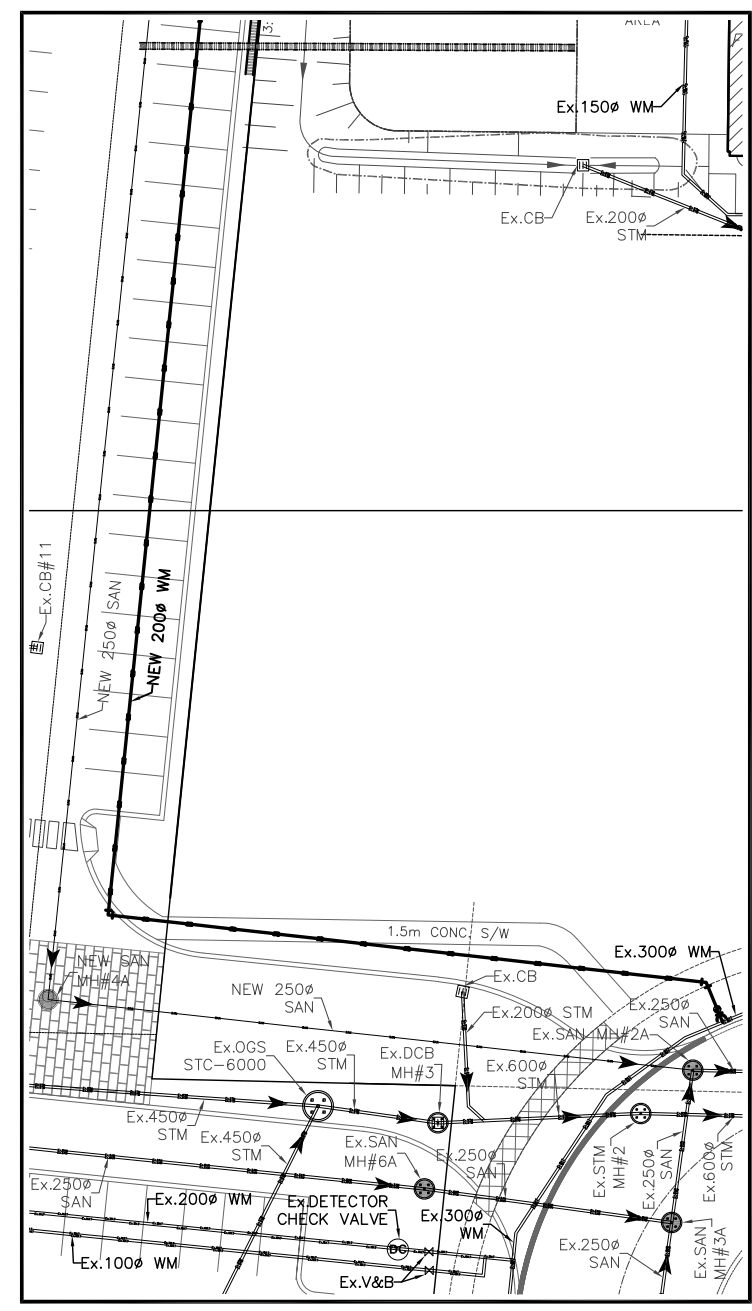 AREA
3:
F
Ex.150ø WM
Ex.CB
Ex.200ø
STM
Ex.CB#11
NEW 250ø SAN
NEW 200ø WM
1.5m CONC. S/W
Ex.300ø WM
NEW SAN
MH#4A
Ex.CB
NEW 250ø
SAN
Ex.200ø STM
Ex.250ø
SAN
Ex.SAN MH#2A
Ex.OGS
STC-6000
Ex.450ø
STM
Ex.DCB
MH#3
Ex.600ø
STM
Ex.450ø
STM
Ex.450ø
STM
Ex.SAN
MH#6A
Ex.250ø
SAN
Ex.STM
MH#2
Ex.250ø
SAN
Ex.600ø
STM
Ex.250ø
SAN
Ex.200ø WM
Ex.DETECTOR
CHECK VALVE
DC
Ex.300ø
WM
Ex.250ø
SAN
Ex.SAN
MH#3A
Ex.100ø WM
Ex.V&B